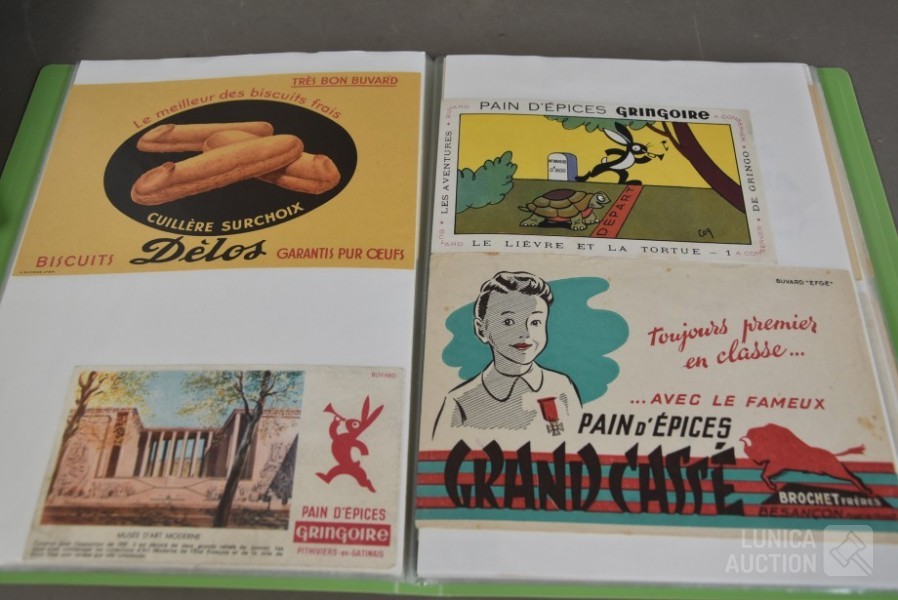 TRÈS BON BUVARD
Le meilleur des biscuits frais
CUILLÈRE SURCHOIX
BISCUITS Dèlos GARANTIS PUR ŒUFS
BUVARD
PAIN D'ÉPICES
GRINGOIRE
PITHIVIERS-en-GATINAIS
MUSÉE D'ART MODERNE
PAIN D'ÉPICES GRINGOIRE
LES AVENTURES
DE GRINGO
DÉPART
LE LIÈVRE ET LA TORTUE - 1
BUVARD "EFGÉ"
toujours premier
en classe...
...AVEC LE FAMEUX
PAIN D'ÉPICES
GRAND CASSÉ
BROCHET FRÈRES
BESANÇON
LUNICA
AUCTION